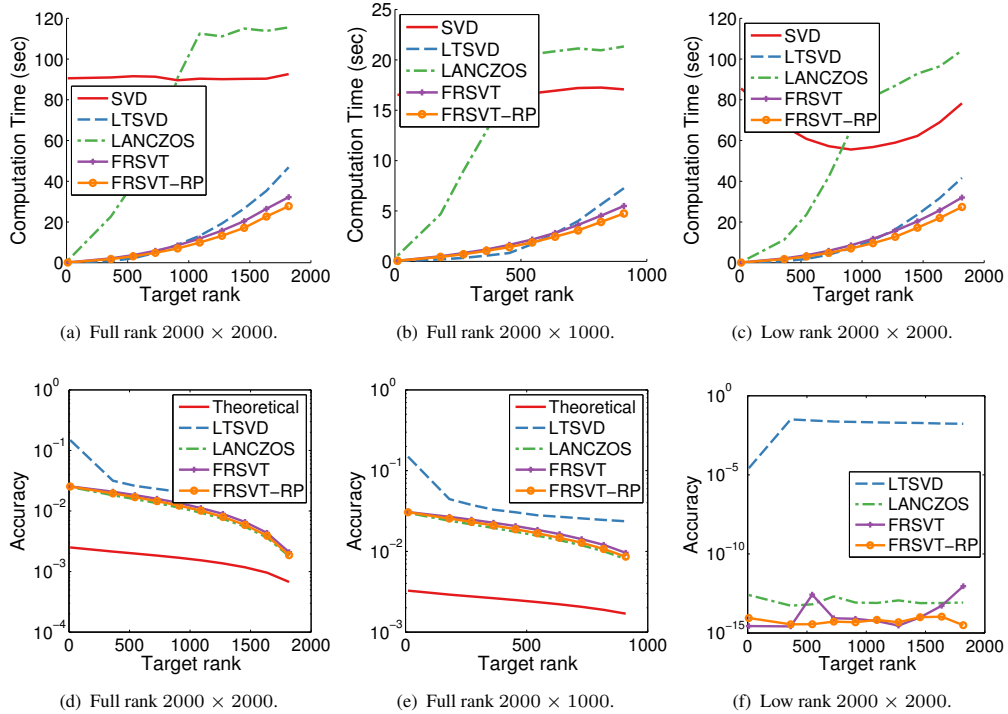 120
100
80
60
40
20
0
Computation Time (sec)
SVD
LTSVD
LANCZOS
FRSVT
FRSVT−RP
0 500 1000 1500 2000
Target rank
(a) Full rank 2000 × 2000.
25
20
15
10
5
0
Computation Time (sec)
SVD
LTSVD
LANCZOS
FRSVT
FRSVT−RP
0 500 1000
Target rank
(b) Full rank 2000 × 1000.
120
100
80
60
40
20
0
Computation Time (sec)
SVD
LTSVD
LANCZOS
FRSVT
FRSVT−RP
0 500 1000 1500 2000
Target rank
(c) Low rank 2000 × 2000.
10^0
10^−1
10^−2
10^−3
10^−4
Accuracy
Theoretical
LTSVD
LANCZOS
FRSVT
FRSVT−RP
0 500 1000 1500 2000
Target rank
(d) Full rank 2000 × 2000.
10^0
10^−1
10^−2
10^−3
Accuracy
Theoretical
LTSVD
LANCZOS
FRSVT
FRSVT−RP
0 500 1000
Target rank
(e) Full rank 2000 × 1000.
10^0
10^−5
10^−10
10^−15
Accuracy
LTSVD
LANCZOS
FRSVT
FRSVT−RP
0 500 1000 1500 2000
Target rank
(f) Low rank 2000 × 2000.